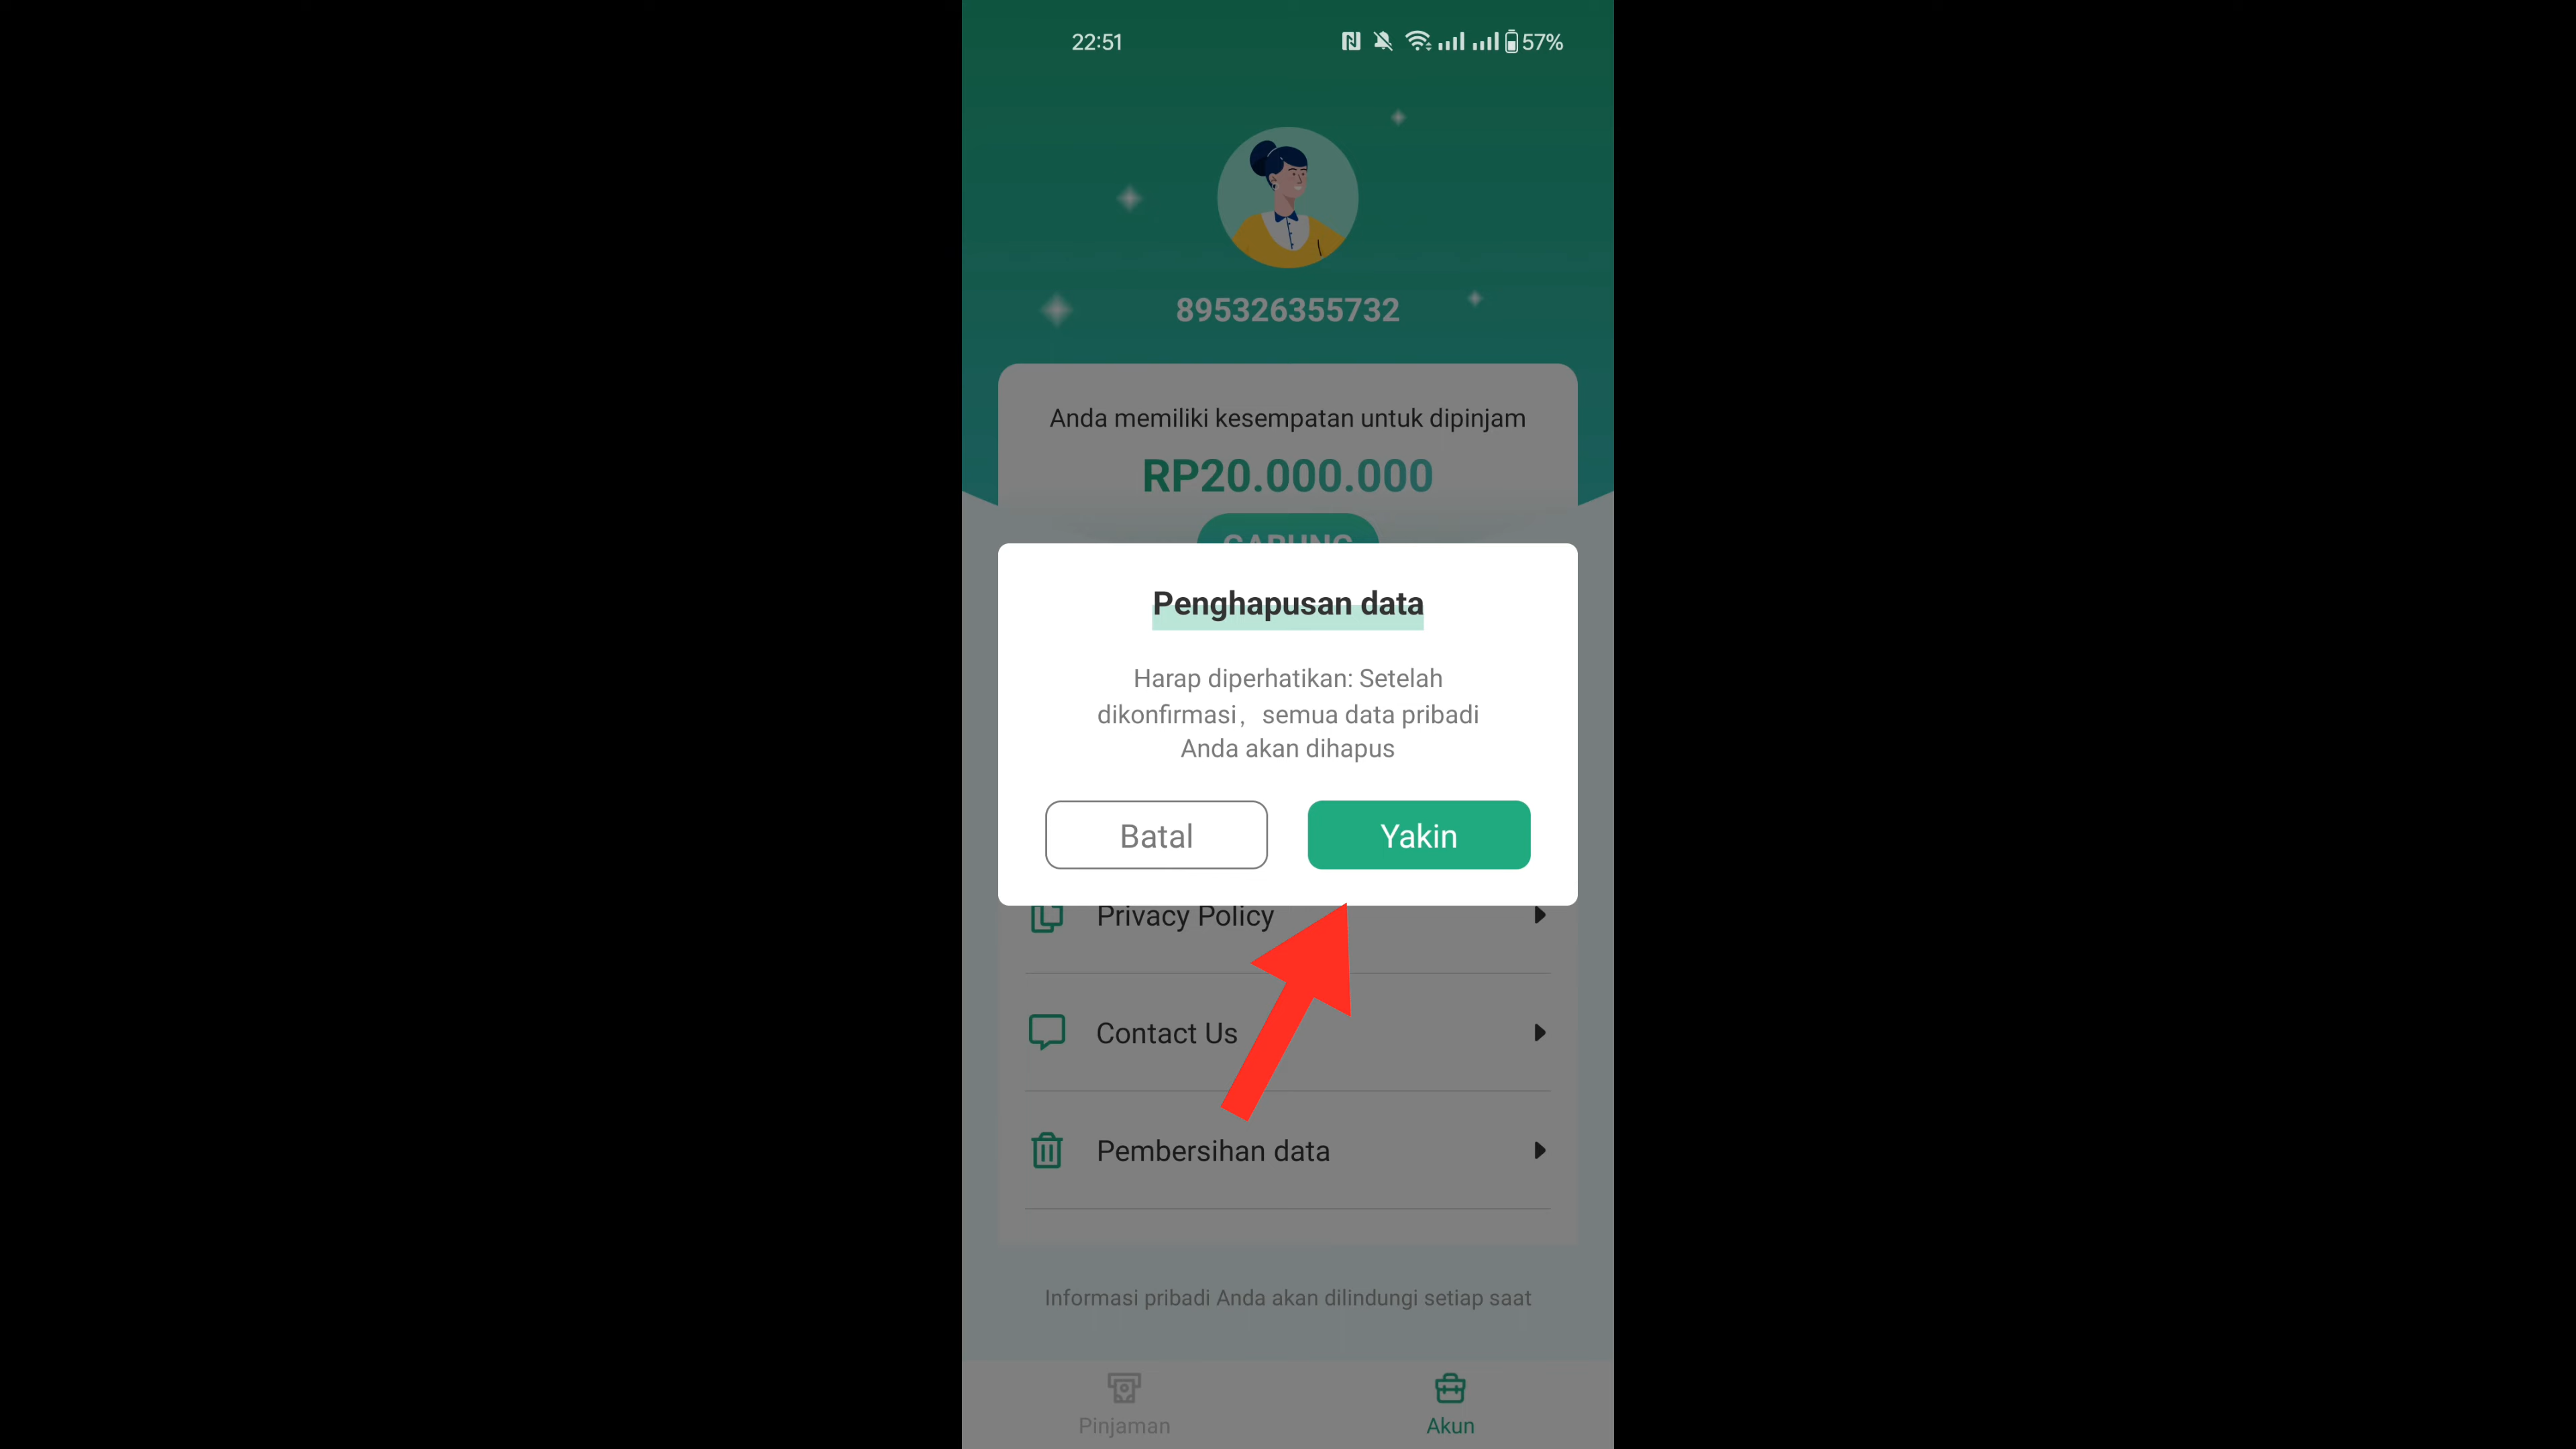 22:51
57%
895326355732
Anda memiliki kesempatan untuk dipinjam
RP20.000.000
GABUNG
Penghapusan data
Harap diperhatikan: Setelah
dikonfirmasi， semua data pribadi
Anda akan dihapus
Batal
Yakin
Privacy Policy
Contact Us
Pembersihan data
Informasi pribadi Anda akan dilindungi setiap saat
Pinjaman
Akun